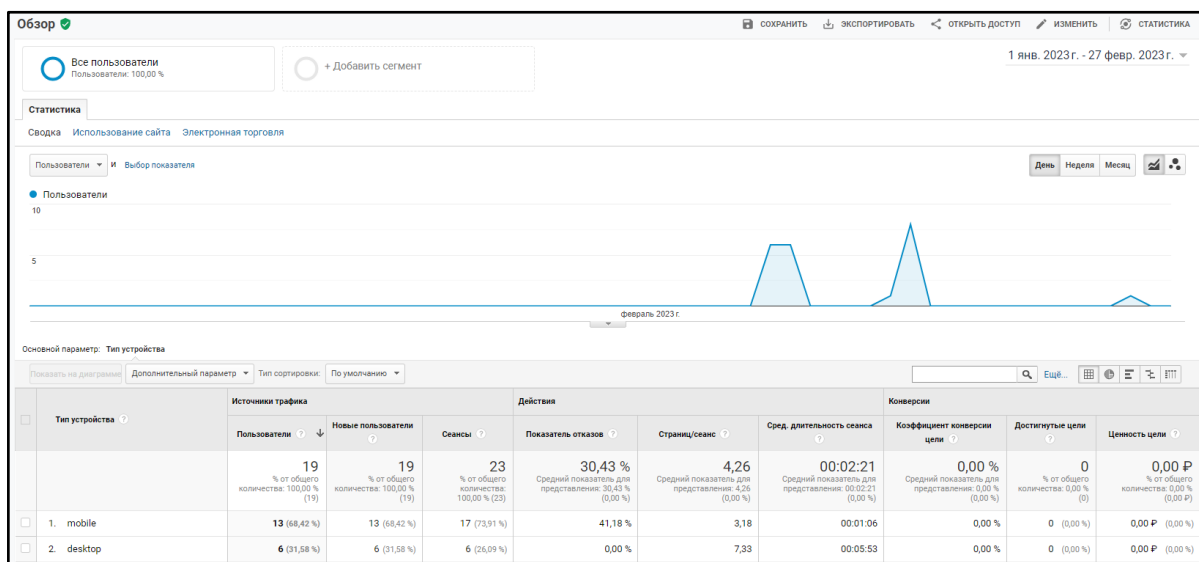 Обзор
СОХРАНИТЬ ЭКСПОРТИРОВАТЬ ОТКРЫТЬ ДОСТУП ИЗМЕНИТЬ СТАТИСТИКА
Все пользователи
Пользователи: 100,00 %
+ Добавить сегмент
1 янв. 2023 г. - 27 февр. 2023 г.
Статистика
Сводка Использование сайта Электронная торговля
Пользователи И Выбор показателя
День Неделя Месяц
Пользователи
10
5
февраль 2023 г.
Основной параметр: Тип устройства
Показать на диаграмме Дополнительный параметр Тип сортировки: По умолчанию Ещё...
Тип устройства ?
Источники трафика Действия Конверсии
Пользователи ? Новые пользователи ? Сеансы ? Показатель отказов ? Страниц/сеанс ? Сред. длительность сеанса ? Коэффициент конверсии цели ? Достигнутые цели ? Ценность цели ?
19 % от общего количества: 100,00 % (19)
19 % от общего количества: 100,00 % (19)
23 % от общего количества: 100,00 % (23)
30,43 % Средний показатель для представления: 30,43 % (0,00 %)
4,26 Средний показатель для представления: 4,26 (0,00 %)
00:02:21 Средний показатель для представления: 00:02:21 (0,00 %)
0,00 % Средний показатель для представления: 0,00 % (0,00 %)
0 % от общего количества: 0,00 % (0)
0,00 ₽ % от общего количества: 0,00 % (0,00 ₽)
1. mobile 13 (68,42 %) 13 (68,42 %) 17 (73,91 %) 41,18 % 3,18 00:01:06 0,00 % 0 (0,00 %) 0,00 ₽ (0,00 %)
2. desktop 6 (31,58 %) 6 (31,58 %) 6 (26,09 %) 0,00 % 7,33 00:05:53 0,00 % 0 (0,00 %) 0,00 ₽ (0,00 %)